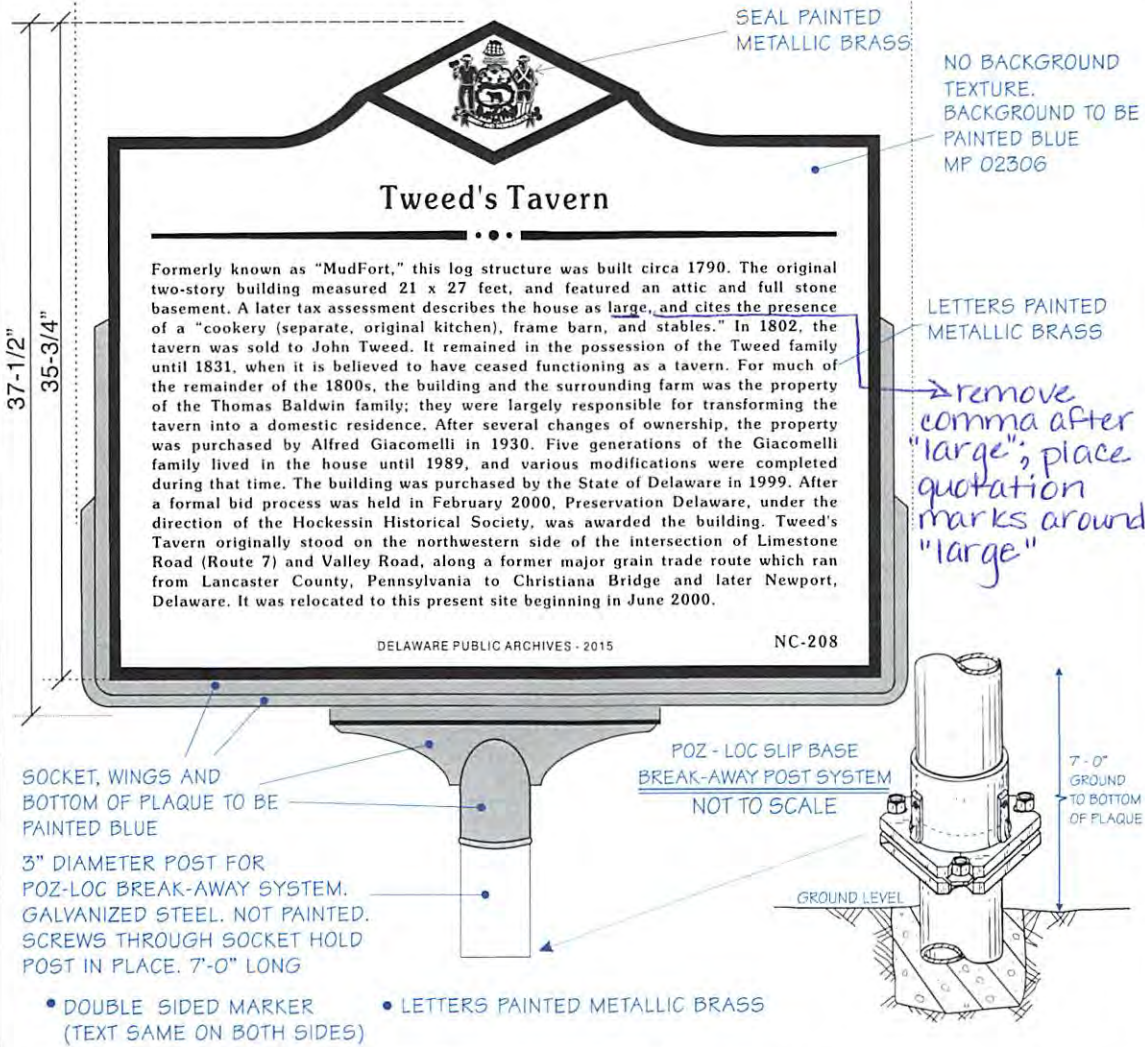 SEAL PAINTED
METALLIC BRASS
NO BACKGROUND
TEXTURE.
BACKGROUND TO BE
PAINTED BLUE
MP 02306
37-1/2"
35-3/4"
Tweed's Tavern
Formerly known as “MudFort,” this log structure was built circa 1790. The original
two-story building measured 21 x 27 feet, and featured an attic and full stone
basement. A later tax assessment describes the house as large, and cites the presence
of a “cookery (separate, original kitchen), frame barn, and stables.” In 1802, the
tavern was sold to John Tweed. It remained in the possession of the Tweed family
until 1831, when it is believed to have ceased functioning as a tavern. For much of
the remainder of the 1800s, the building and the surrounding farm was the property
of the Thomas Baldwin family; they were largely responsible for transforming the
tavern into a domestic residence. After several changes of ownership, the property
was purchased by Alfred Giacomelli in 1930. Five generations of the Giacomelli
family lived in the house until 1989, and various modifications were completed
during that time. The building was purchased by the State of Delaware in 1999. After
a formal bid process was held in February 2000, Preservation Delaware, under the
direction of the Hockessin Historical Society, was awarded the building. Tweed's
Tavern originally stood on the northwestern side of the intersection of Limestone
Road (Route 7) and Valley Road, along a former major grain trade route which ran
from Lancaster County, Pennsylvania to Christiana Bridge and later Newport,
Delaware. It was relocated to this present site beginning in June 2000.
DELAWARE PUBLIC ARCHIVES - 2015
NC-208
LETTERS PAINTED
METALLIC BRASS
remove
comma after
"large"; place
quotation
marks around
"large"
SOCKET, WINGS AND
BOTTOM OF PLAQUE TO BE
PAINTED BLUE
3" DIAMETER POST FOR
POZ-LOC BREAK-AWAY SYSTEM.
GALVANIZED STEEL. NOT PAINTED.
SCREWS THROUGH SOCKET HOLD
POST IN PLACE. 7'-0" LONG
POZ - LOC SLIP BASE
BREAK-AWAY POST SYSTEM
NOT TO SCALE
7'-0"
GROUND
TO BOTTOM
OF PLAQUE
GROUND LEVEL
• DOUBLE SIDED MARKER
(TEXT SAME ON BOTH SIDES)
• LETTERS PAINTED METALLIC BRASS